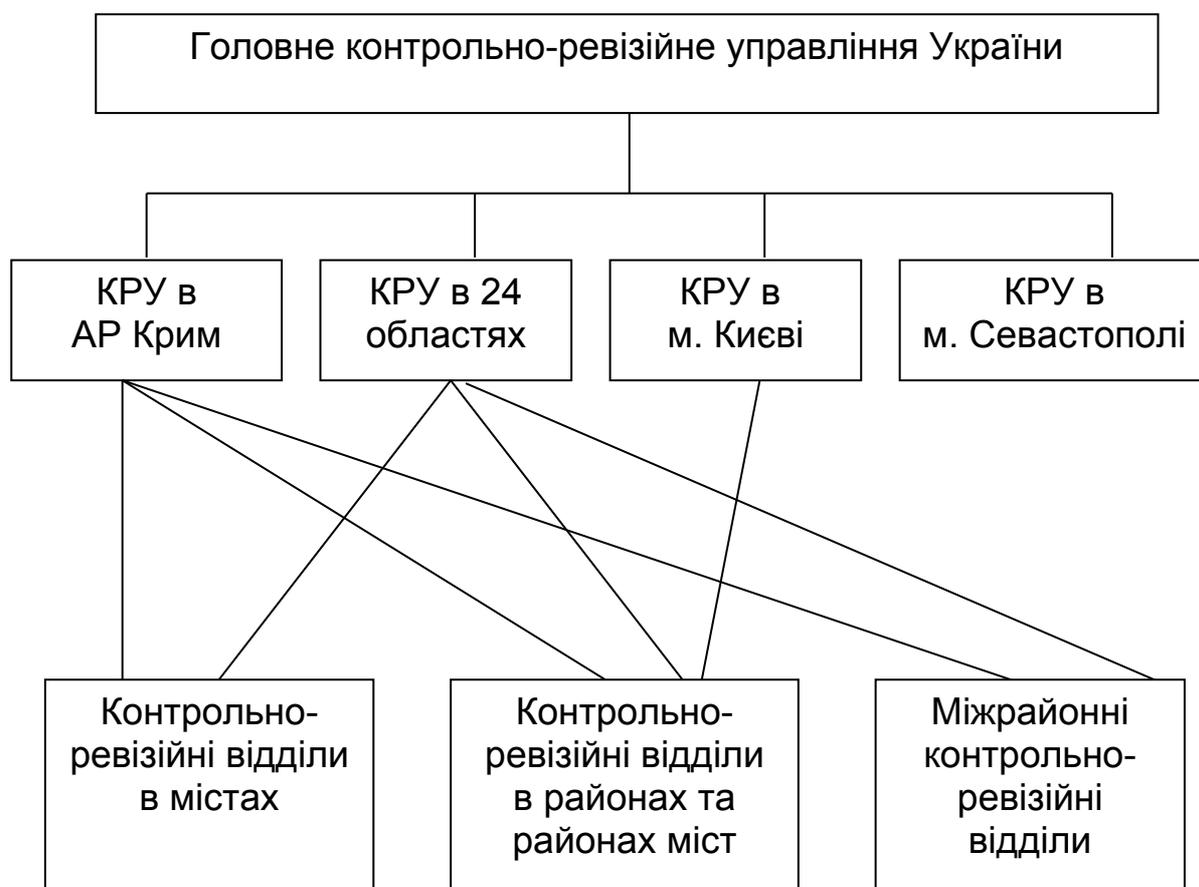 Головне контрольно-ревізійне управління України
КРУ в
АР Крим
КРУ в 24
областях
КРУ в
м. Києві
КРУ в
м. Севастополі
Контрольно-
ревізійні відділи
в містах
Контрольно-
ревізійні відділи
в районах та
районах міст
Міжрайонні
контрольно-
ревізійні
відділи